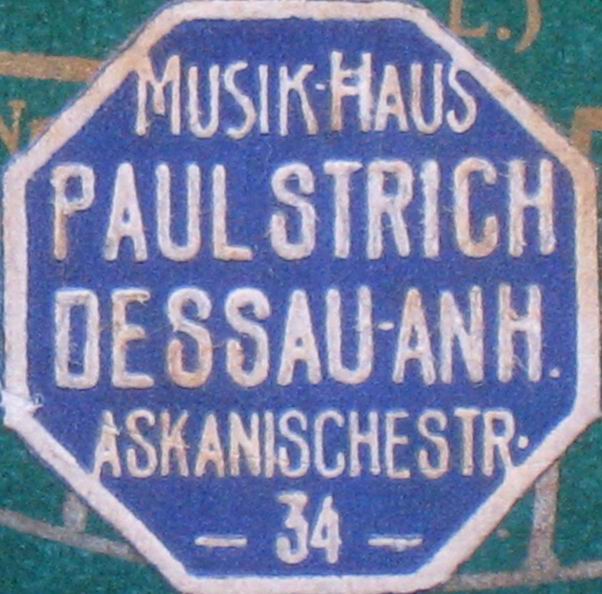 MUSIK-HAUS
PAUL STRICH
DESSAU-ANH.
ASKANISCHESTR.
— 34 —